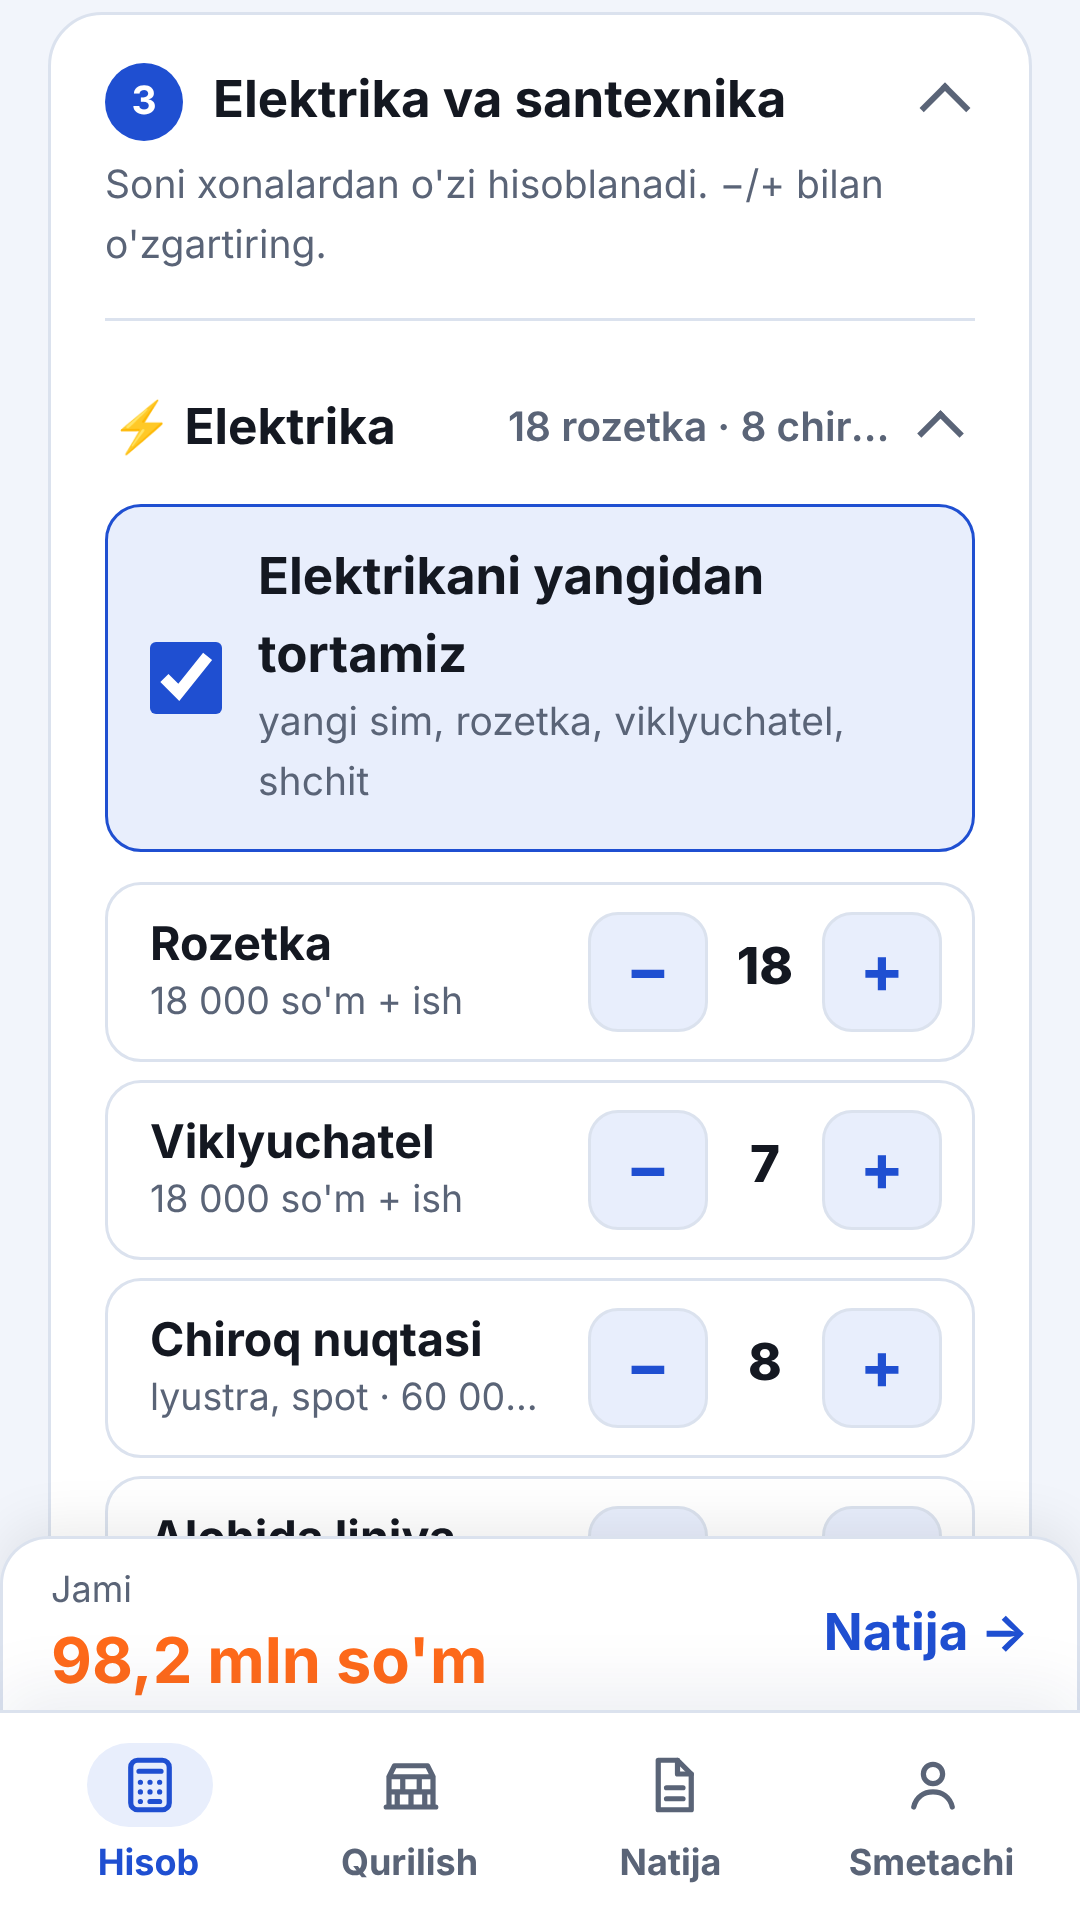 3 Elektrika va santexnika
Soni xonalardan o'zi hisoblanadi. −/+ bilan
o'zgartiring.
⚡ Elektrika 18 rozetka · 8 chir...
Elektrikani yangidan
tortamiz
yangi sim, rozetka, viklyuchatel,
shchit
Rozetka
18 000 so'm + ish
− 18 +
Viklyuchatel
18 000 so'm + ish
− 7 +
Chiroq nuqtasi
lyustra, spot · 60 00...
− 8 +
Alohida liniya
Jami
98,2 mln so'm
Natija →
Hisob
Qurilish
Natija
Smetachi